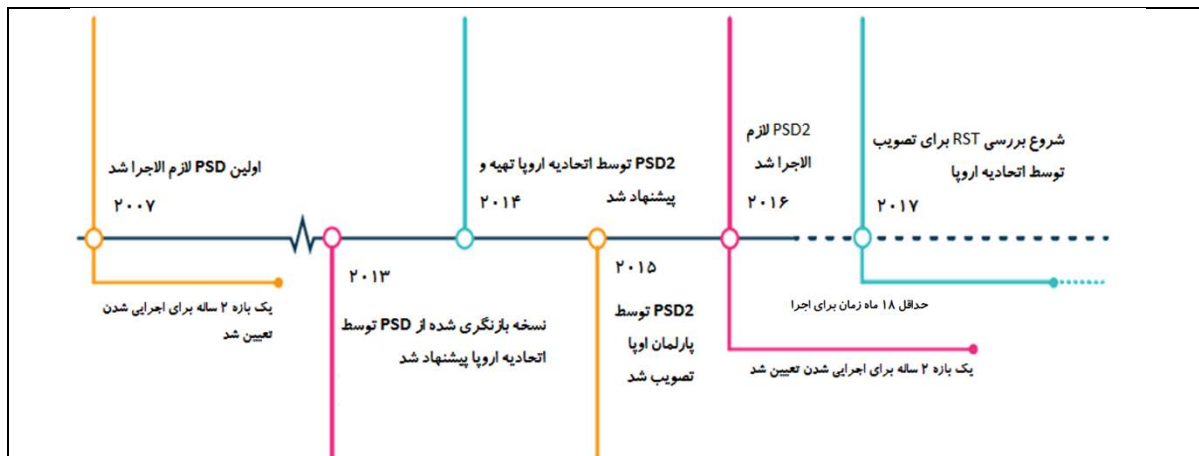 اولین PSD لازم الاجرا شد
۲۰۰۷
یک بازه ۲ ساله برای اجرایی شدن
تعیین شد
۲۰۱۳
نسخه بازنگری شده از PSD توسط
اتحادیه اروپا پیشنهاد شد
PSD2 توسط اتحادیه اروپا تهیه و
پیشنهاد شد
۲۰۱۴
۲۰۱۵
PSD2 توسط
پارلمان اوپا
تصویب شد
PSD2 لازم
الاجرا شد
۲۰۱۶
یک بازه ۲ ساله برای اجرایی شدن تعیین شد
شروع بررسی RST برای تصویب
توسط اتحادیه اروپا
۲۰۱۷
حداقل ۱۸ ماه زمان برای اجرا